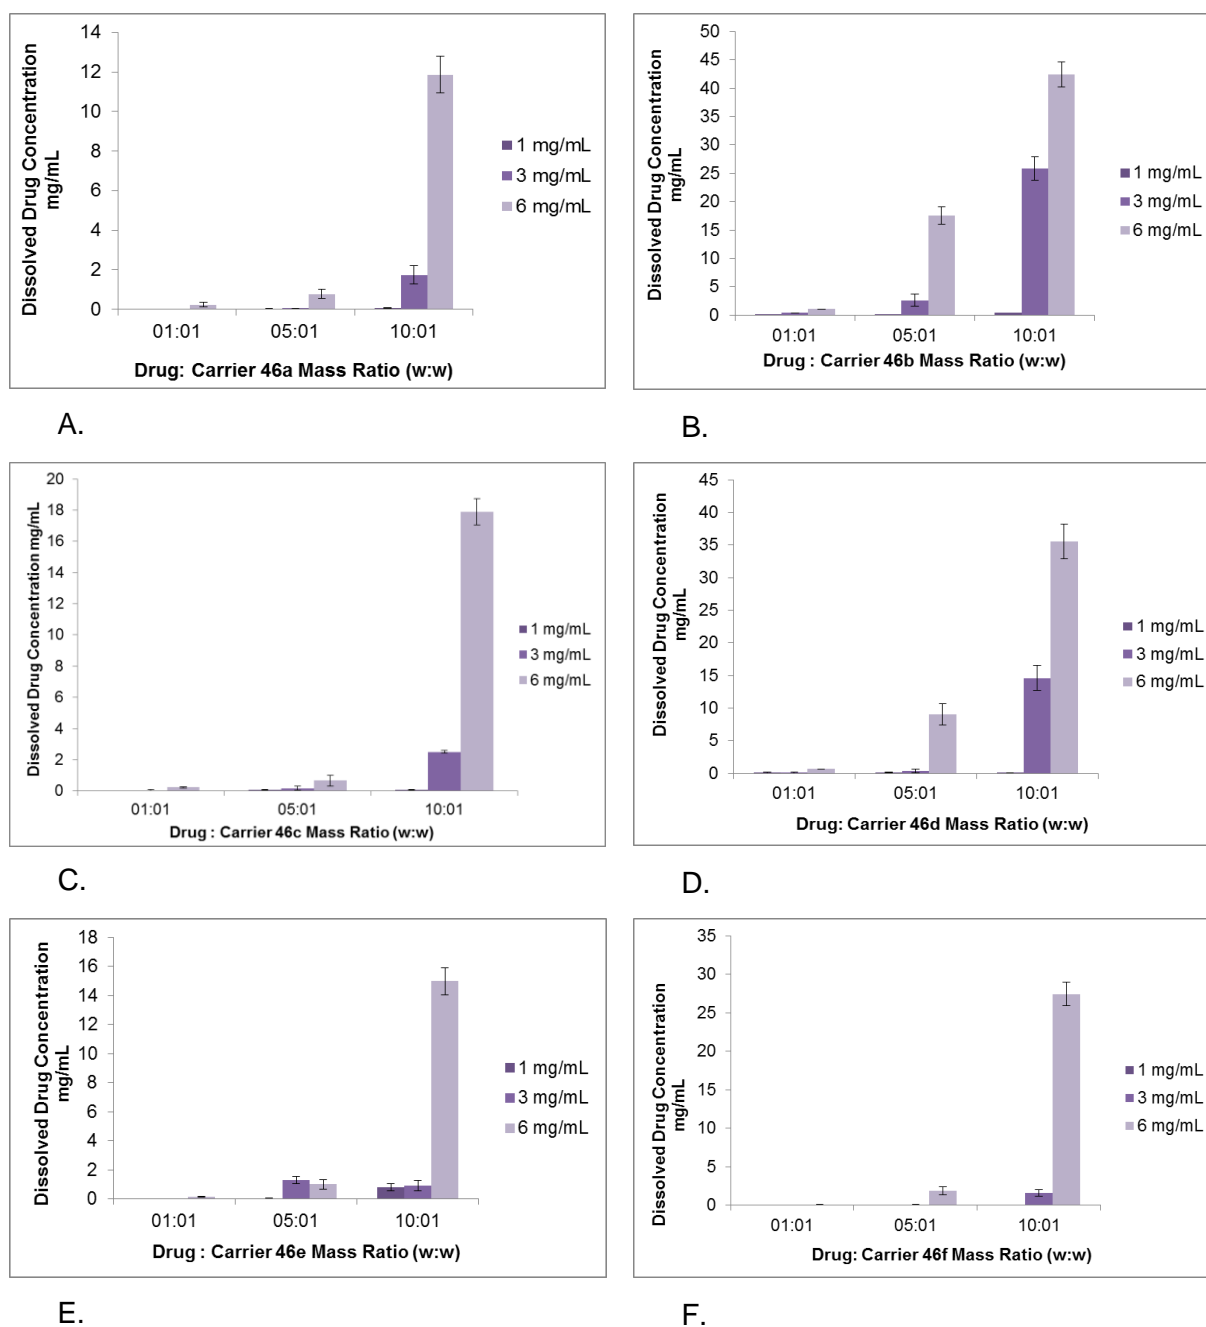 14
12
10
8
6
4
2
0
Dissolved Drug Concentration
mg/mL
01:01
05:01
10:01
1 mg/mL
3 mg/mL
6 mg/mL
Drug: Carrier 46a Mass Ratio (w:w)
A.
50
45
40
35
30
25
20
15
10
5
0
Dissolved Drug Concentration
mg/mL
01:01
05:01
10:01
1 mg/mL
3 mg/mL
6 mg/mL
Drug : Carrier 46b Mass Ratio (w:w)
B.
20
18
16
14
12
10
8
6
4
2
0
Dissolved Drug Concentration mg/mL
01:01
05:01
10:01
1 mg/mL
3 mg/mL
6 mg/mL
Drug : Carrier 46c Mass Ratio (w:w)
C.
45
40
35
30
25
20
15
10
5
0
Dissolved Drug Concentration
mg/mL
01:01
05:01
10:01
1 mg/mL
3 mg/mL
6 mg/mL
Drug: Carrier 46d Mass Ratio (w:w)
D.
18
16
14
12
10
8
6
4
2
0
Dissolved Drug Concentration
mg/mL
01:01
05:01
10:01
1 mg/mL
3 mg/mL
6 mg/mL
Drug : Carrier 46e Mass Ratio (w:w)
E.
35
30
25
20
15
10
5
0
Dissolved Drug Concentration
mg/mL
01:01
05:01
10:01
1 mg/mL
3 mg/mL
6 mg/mL
Drug: Carrier 46f Mass Ratio (w:w)
F.